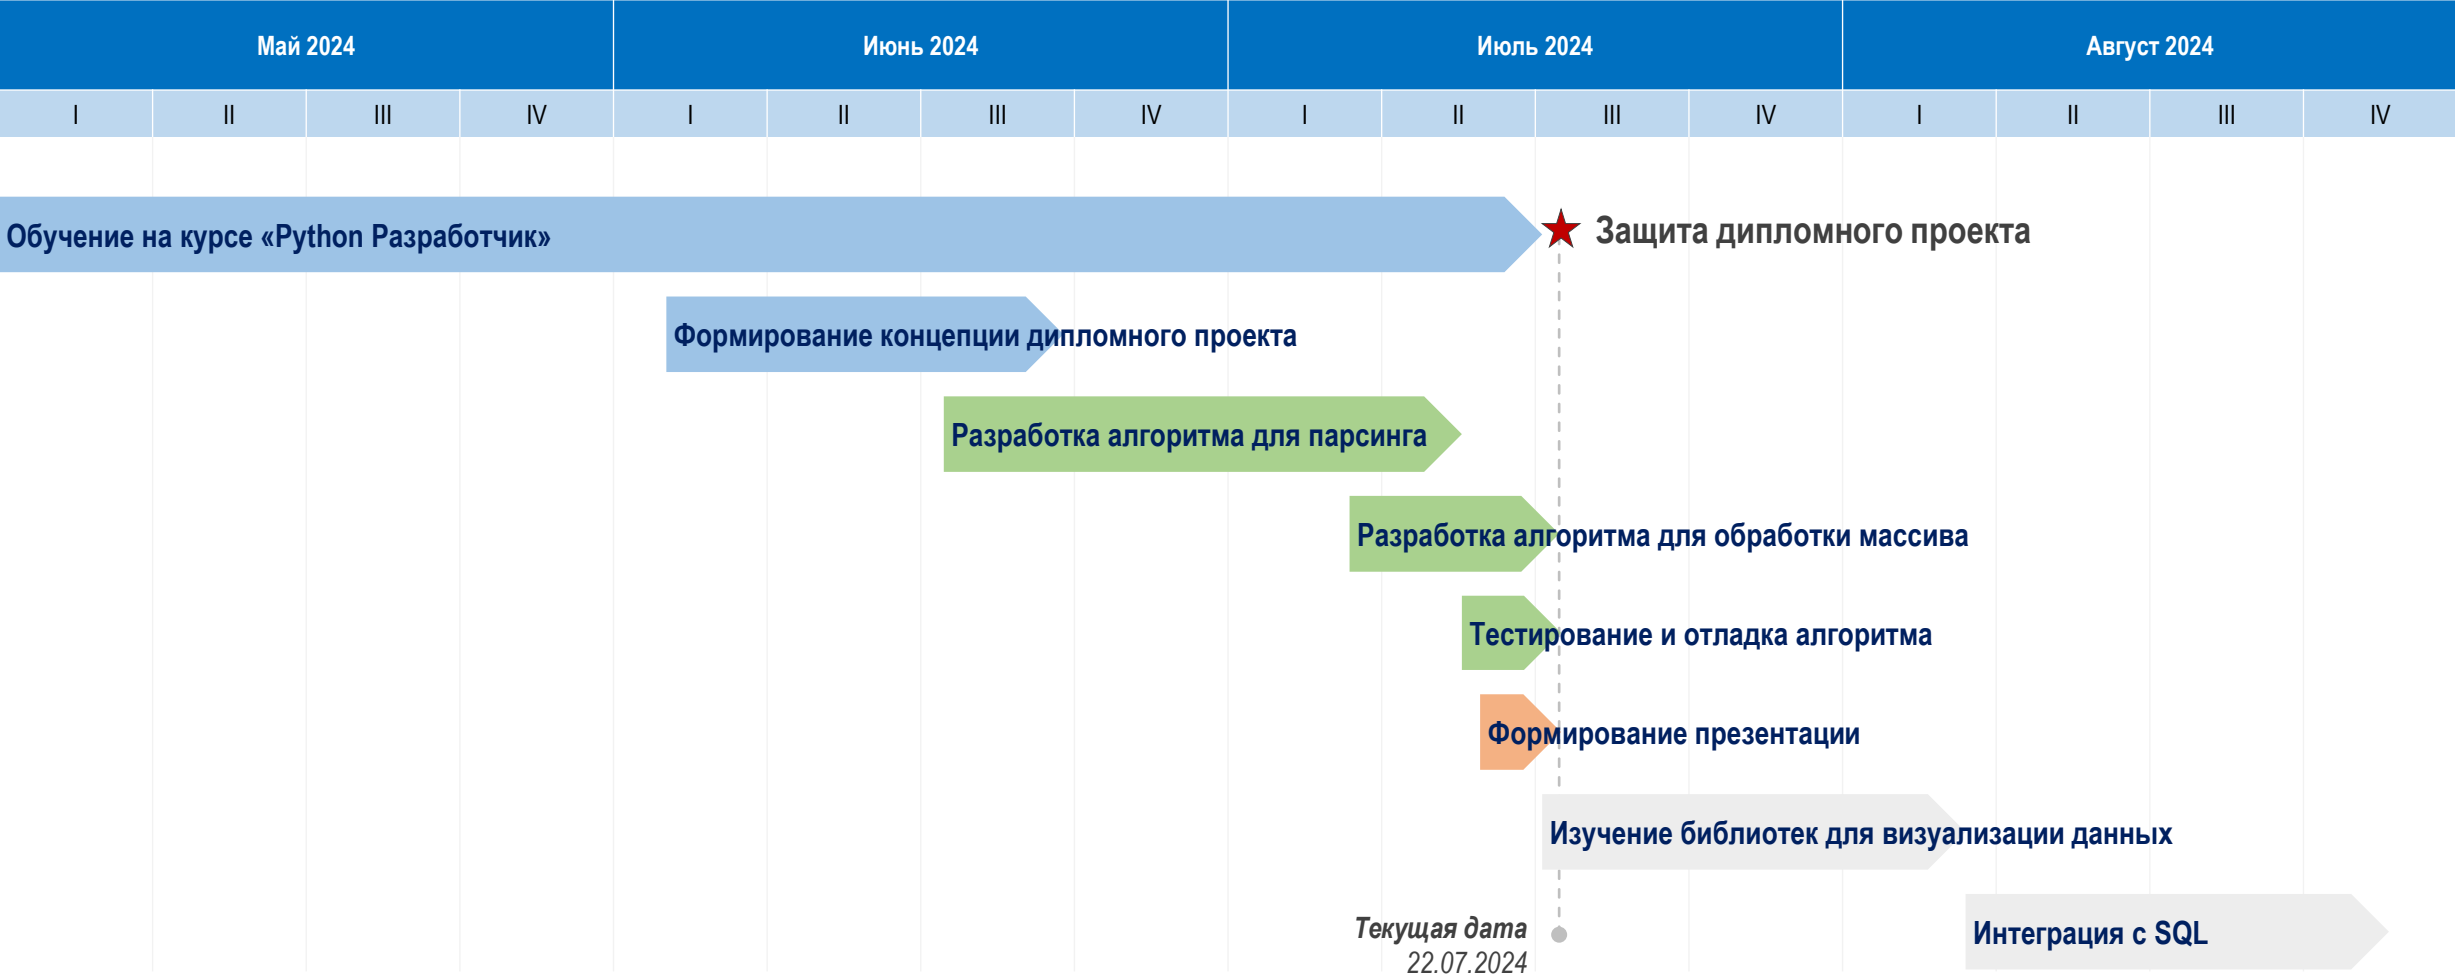 Май 2024
Июнь 2024
Июль 2024
Август 2024
I II III IV I II III IV I II III IV I II III IV
Обучение на курсе «Python Разработчик»
Защита дипломного проекта
Формирование концепции дипломного проекта
Разработка алгоритма для парсинга
Разработка алгоритма для обработки массива
Тестирование и отладка алгоритма
Формирование презентации
Изучение библиотек для визуализации данных
Текущая дата
22.07.2024
Интеграция с SQL